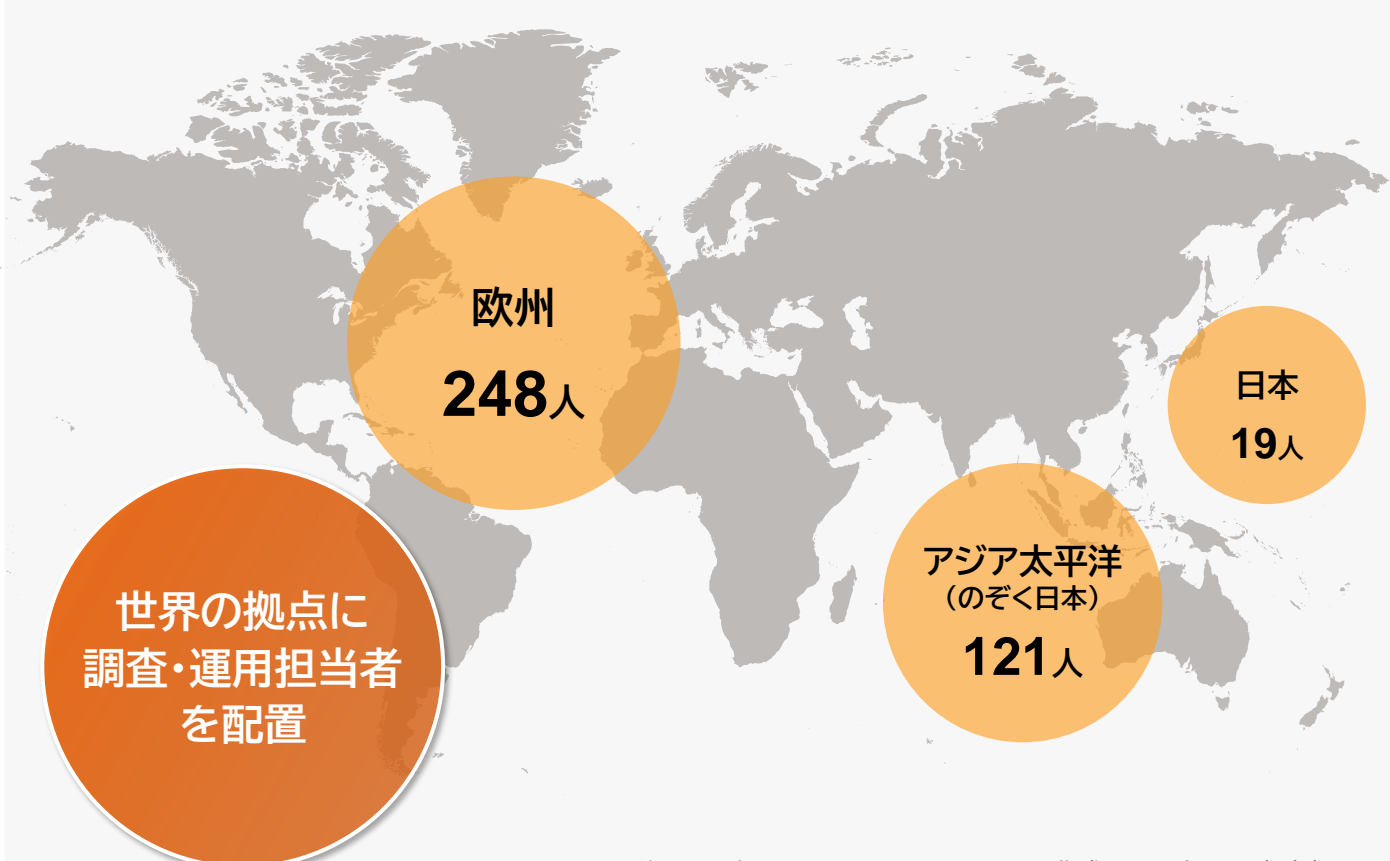 欧州
248人
日本
19人
アジア太平洋
（のぞく日本）
121人
世界の拠点に
調査・運用担当者
を配置